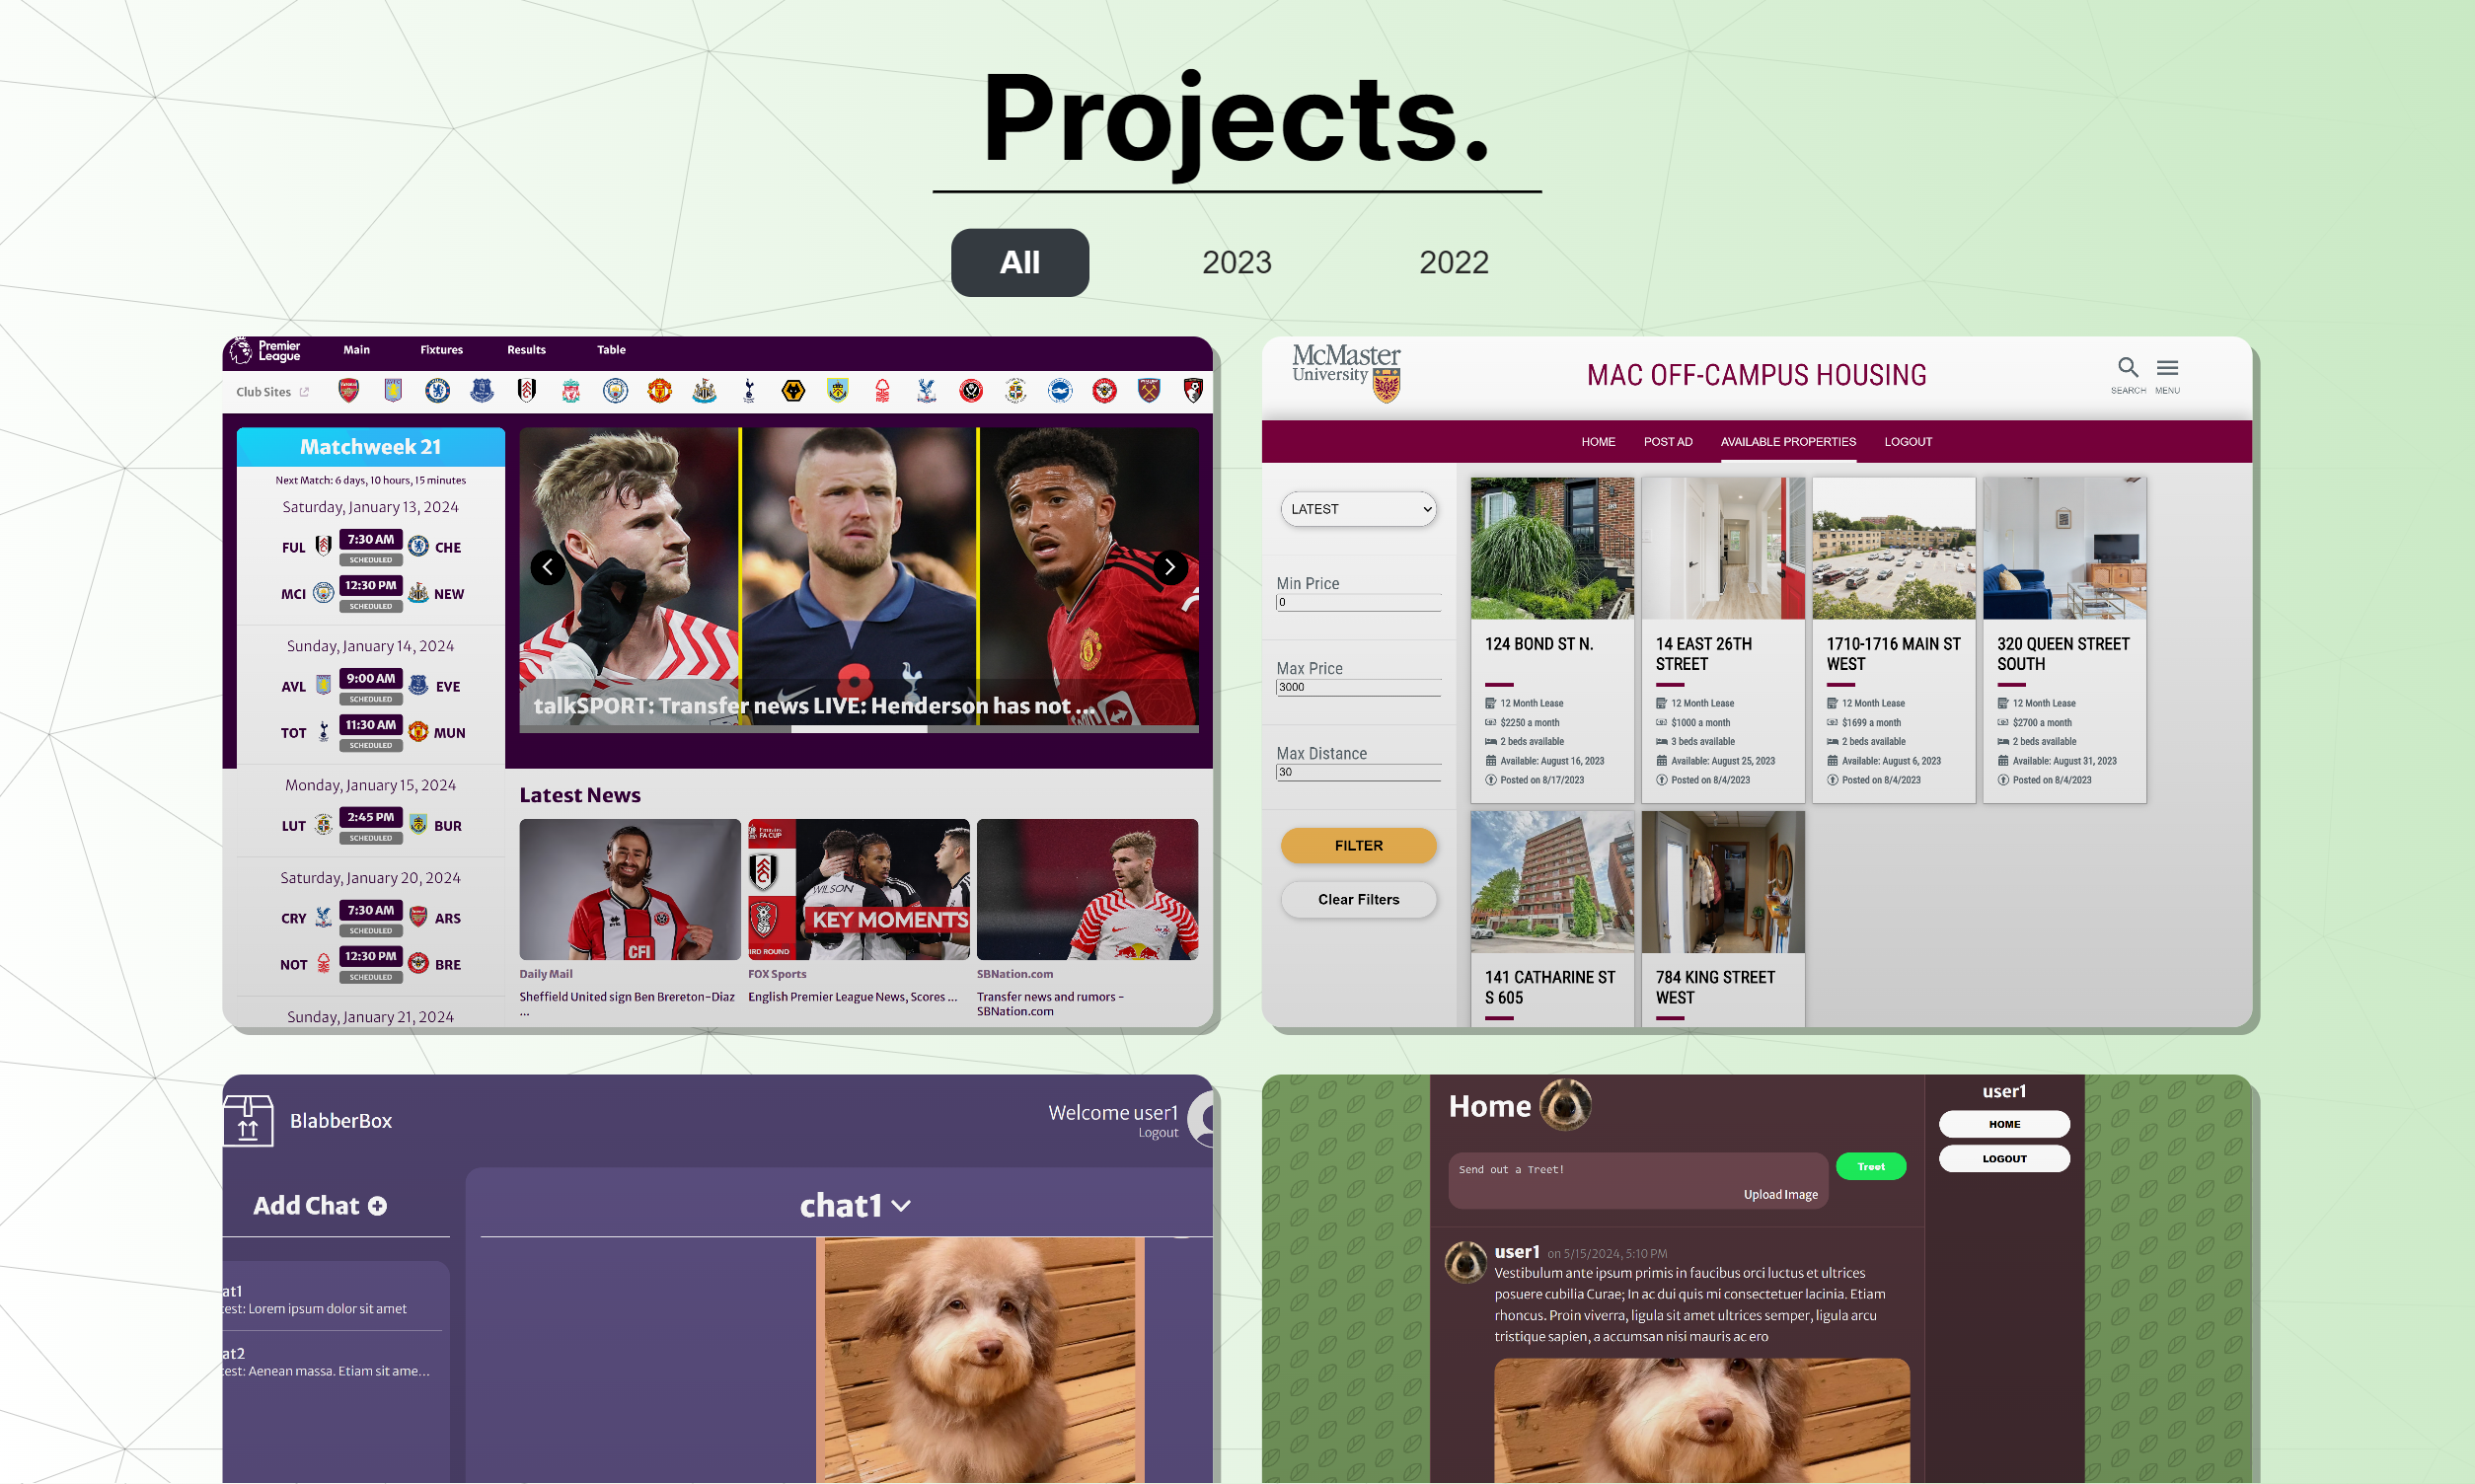 Projects.
All 2023 2022
Premier
League
Main Fixtures Results Table
Club Sites
Matchweek 21
Next Match: 6 days, 10 hours, 15 minutes
Saturday, January 13, 2024
FUL 7:30 AM CHE
SCHEDULED
MCI 12:30 PM NEW
SCHEDULED
Sunday, January 14, 2024
AVL 9:00 AM EVE
SCHEDULED
TOT 11:30 AM MUN
SCHEDULED
Monday, January 15, 2024
LUT 2:45 PM BUR
SCHEDULED
Saturday, January 20, 2024
CRY 7:30 AM ARS
SCHEDULED
NOT 12:30 PM BRE
SCHEDULED
Sunday, January 21, 2024
talkSPORT: Transfer news LIVE: Henderson has not ...
Latest News
CFI
Emirates
FA CUP
WILSON
KEY MOMENTS
IRD ROUND
Daily Mail
Sheffield United sign Ben Brereton-Diaz
...
FOX Sports
English Premier League News, Scores ...
SBNation.com
Transfer news and rumors -
SBNation.com
McMaster
University
MAC OFF-CAMPUS HOUSING
SEARCH MENU
HOME POST AD AVAILABLE PROPERTIES LOGOUT
LATEST
Min Price
0
Max Price
3000
Max Distance
30
FILTER
Clear Filters
124 BOND ST N.
12 Month Lease
$2250 a month
2 beds available
Available: August 16, 2023
Posted on 8/17/2023
14 EAST 26TH
STREET
12 Month Lease
$1000 a month
3 beds available
Available: August 25, 2023
Posted on 8/4/2023
1710-1716 MAIN ST
WEST
12 Month Lease
$1699 a month
2 beds available
Available: August 6, 2023
Posted on 8/4/2023
320 QUEEN STREET
SOUTH
12 Month Lease
$2700 a month
2 beds available
Available: August 31, 2023
Posted on 8/4/2023
141 CATHARINE ST
S 605
784 KING STREET
WEST
BlabberBox
Welcome user1
Logout
Add Chat
chat1
at1
est: Lorem ipsum dolor sit amet
at2
est: Aenean massa. Etiam sit ame...
Home
Send out a Treet!
Upload Image
Treet
user1
HOME
LOGOUT
user1 on 5/15/2024, 5:10 PM
Vestibulum ante ipsum primis in faucibus orci luctus et ultrices
posuere cubilia Curae; In ac dui quis mi consectetuer lacinia. Etiam
rhoncus. Proin viverra, ligula sit amet ultrices semper, ligula arcu
tristique sapien, a accumsan nisi mauris ac ero